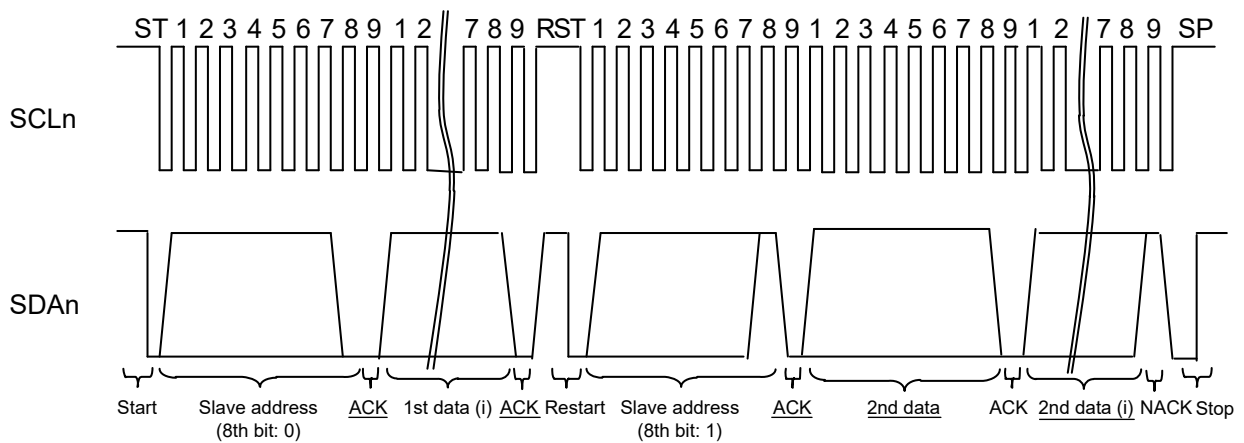 ST 1 2 3 4 5 6 7 8 9 1 2 7 8 9 RST 1 2 3 4 5 6 7 8 9 1 2 3 4 5 6 7 8 9 1 2 7 8 9 SP
SCLn
SDAn
Start Slave address ACK 1st data (i) ACK Restart Slave address ACK 2nd data ACK 2nd data (i) NACK Stop
(8th bit: 0) (8th bit: 1)